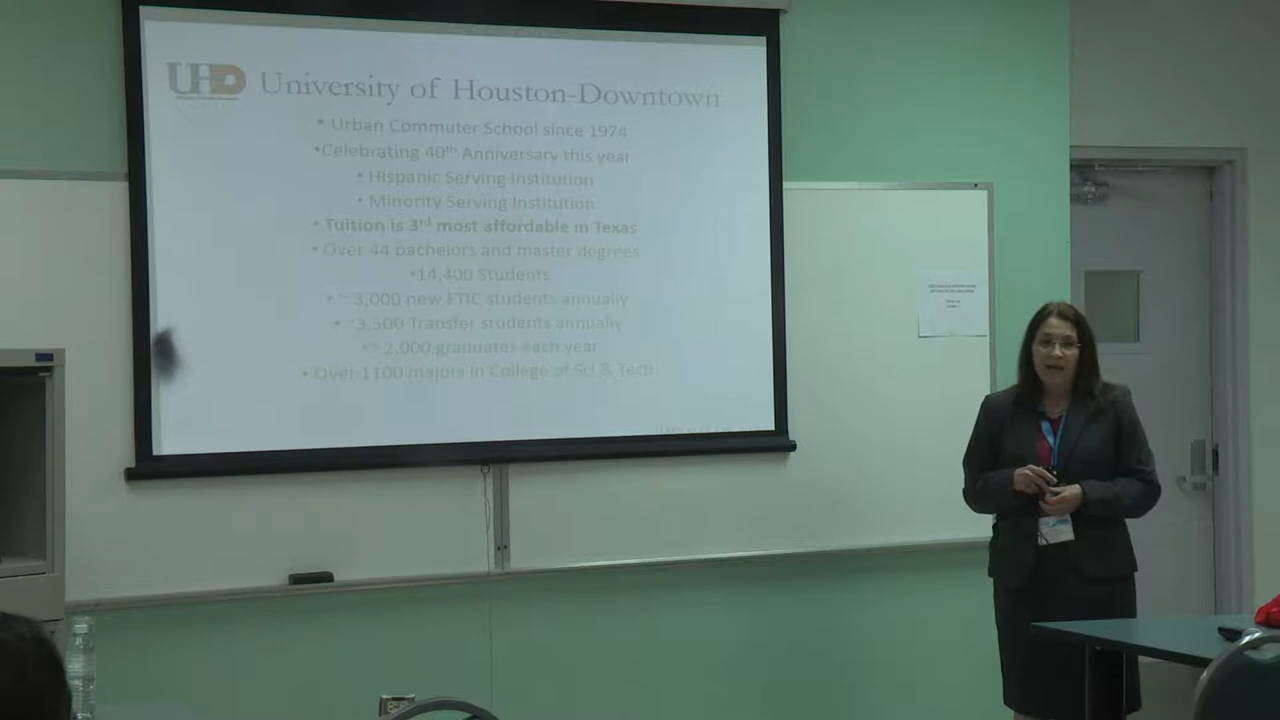 UHD University of Houston-Downtown
• Urban Commuter School since 1974
•Celebrating 40th Anniversary this year
• Hispanic Serving Institution
• Minority Serving Institution
• Tuition is 3rd most affordable in Texas
• Over 44 bachelors and master degrees
•14,400 Students
• ~ 3,000 new FTIC students annually
• ~3,500 Transfer students annually
•~ 2,000 graduates each year
• Over 1100 majors in College of Sci & Tech